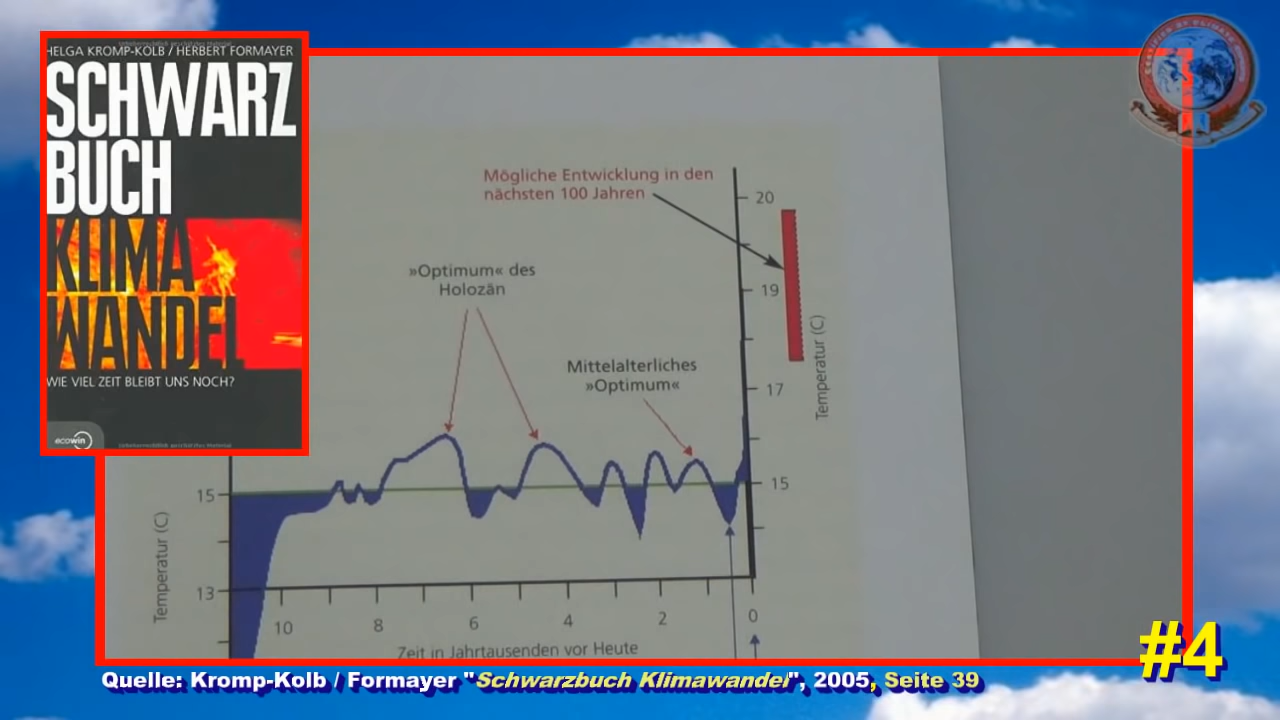 HELGA KROMP-KOLB / HERBERT FORMAYER
SCHWARZ
BUCH
KLIMA
WANDEL
WIE VIEL ZEIT BLEIBT UNS NOCH?
ecowin
Mögliche Entwicklung in den
nächsten 100 Jahren
»Optimum« des
Holozän
Mittelalterliches
»Optimum«
20
19
17
15
Temperatur (C)
15
13
Temperatur (C)
10 8 6 4 2 0
Zeit in Jahrtausenden vor Heute
#4
Quelle: Kromp-Kolb / Formayer "Schwarzbuch Klimawandel", 2005, Seite 39